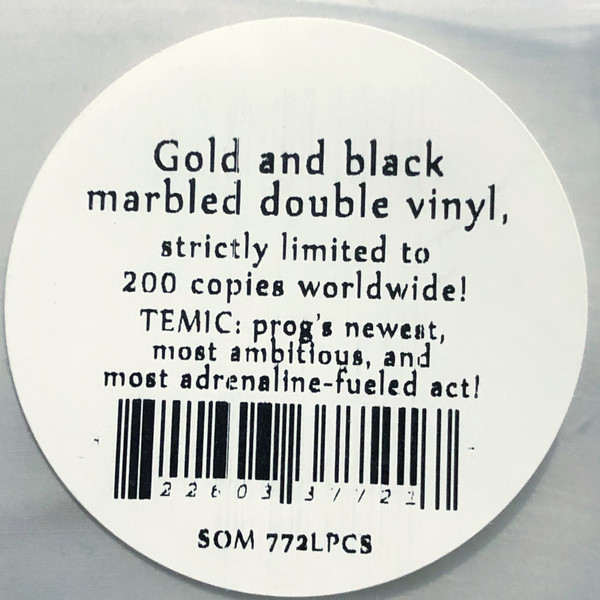 Gold and black
marbled double vinyl,
strictly limited to
200 copies worldwide!
TEMIC: prog's newest,
most ambitious, and
most adrenaline-fueled act!
SOM 772LPCS